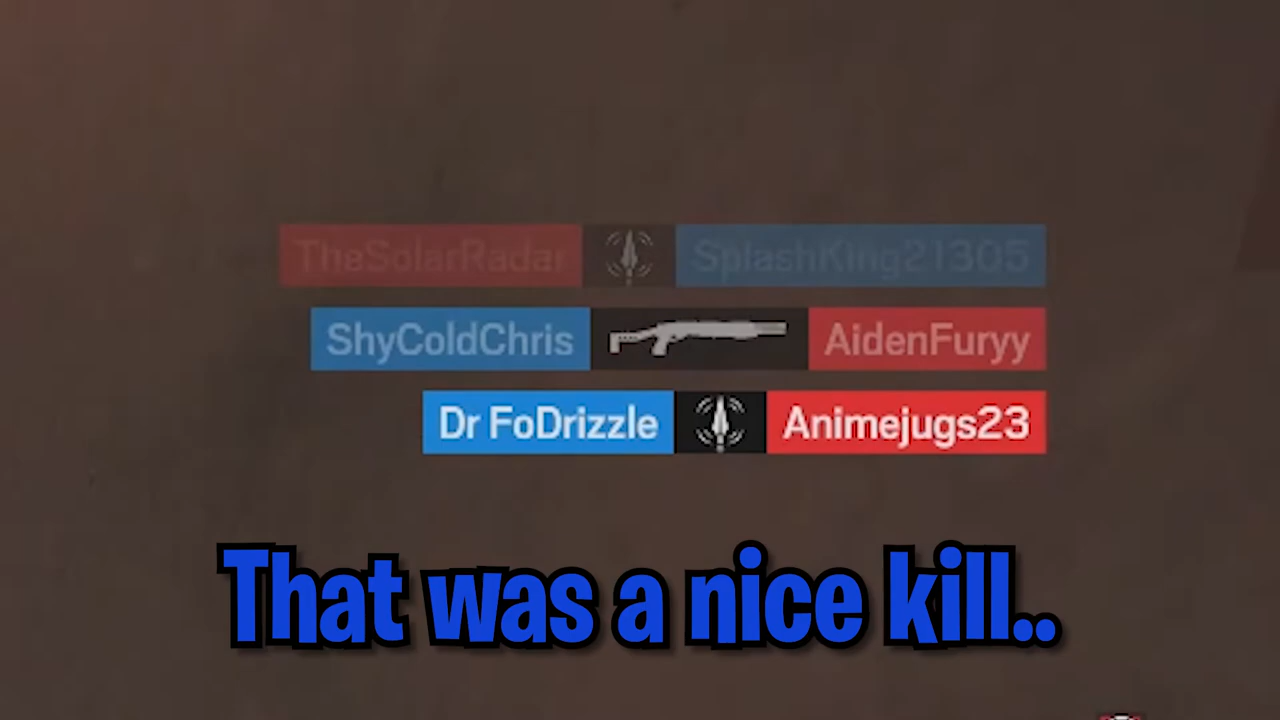 TheSolarRadar SplashKing21305
ShyColdChris AidenFuryy
Dr FoDrizzle Animejugs23
That was a nice kill..